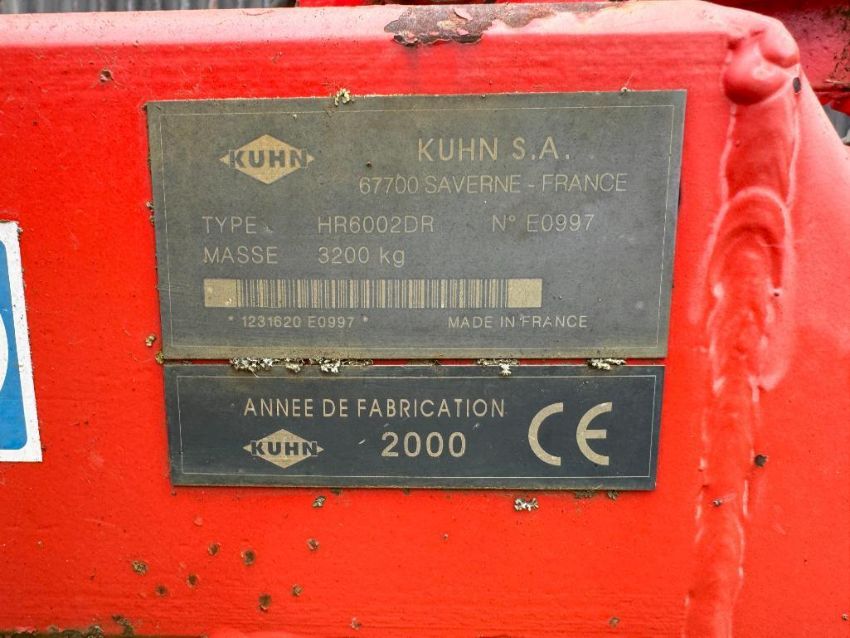 KUHN
KUHN S.A.
67700 SAVERNE - FRANCE
TYPE HR6002DR N° E0997
MASSE 3200 kg
* 1231620 E0997 * MADE IN FRANCE
ANNEE DE FABRICATION
KUHN 2000 CE